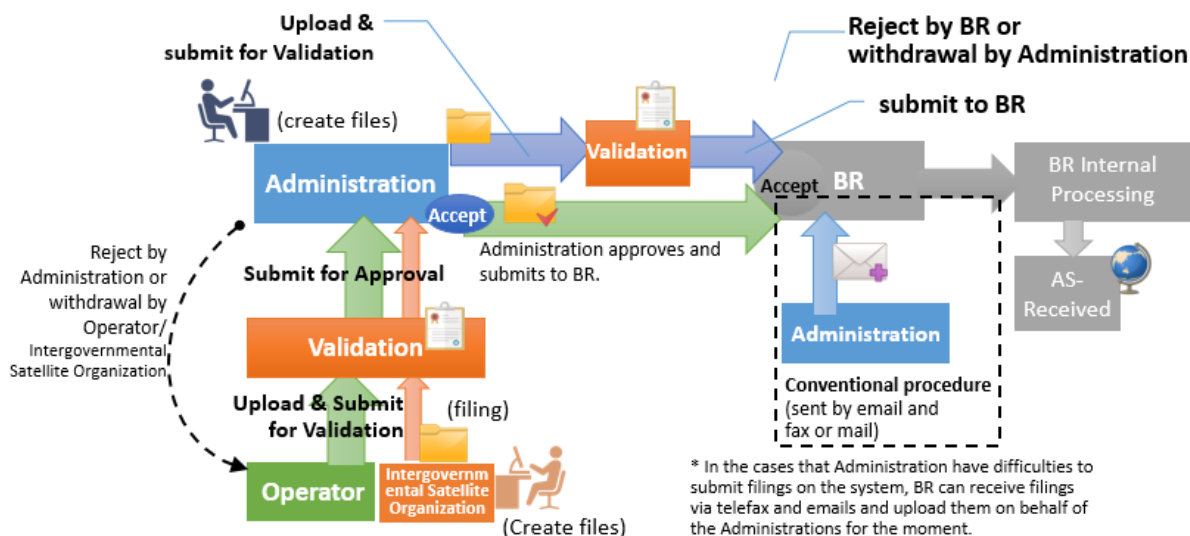 Upload &
submit for Validation
Reject by BR or
withdrawal by Administration
submit to BR
(create files)
Administration
Validation
Accept
BR
BR Internal
Processing
Accept
Administration approves and
submits to BR.
AS-
Received
Reject by
Administration or
withdrawal by
Operator/
Intergovernmental
Satellite Organization
Submit for Approval
Validation
Administration
Conventional procedure
(sent by email and
fax or mail)
Upload & Submit
for Validation
(filing)
Operator
Intergovernm
ental Satellite
Organization
(Create files)
* In the cases that Administration have difficulties to
submit filings on the system, BR can receive filings
via telefax and emails and upload them on behalf of
the Administrations for the moment.